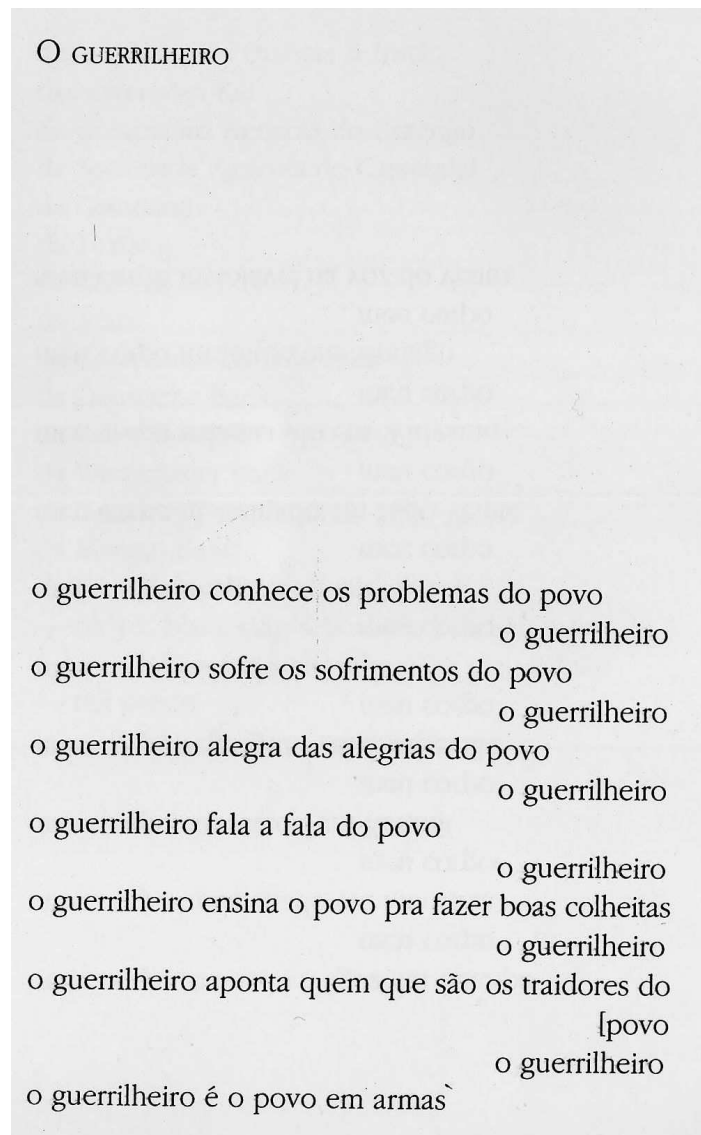 O GUERRILHEIRO
o guerrilheiro conhece os problemas do povo
o guerrilheiro
o guerrilheiro sofre os sofrimentos do povo
o guerrilheiro
o guerrilheiro alegra das alegrias do povo
o guerrilheiro
o guerrilheiro fala a fala do povo
o guerrilheiro
o guerrilheiro ensina o povo pra fazer boas colheitas
o guerrilheiro
o guerrilheiro aponta quem que são os traidores do
[povo
o guerrilheiro
o guerrilheiro é o povo em armas